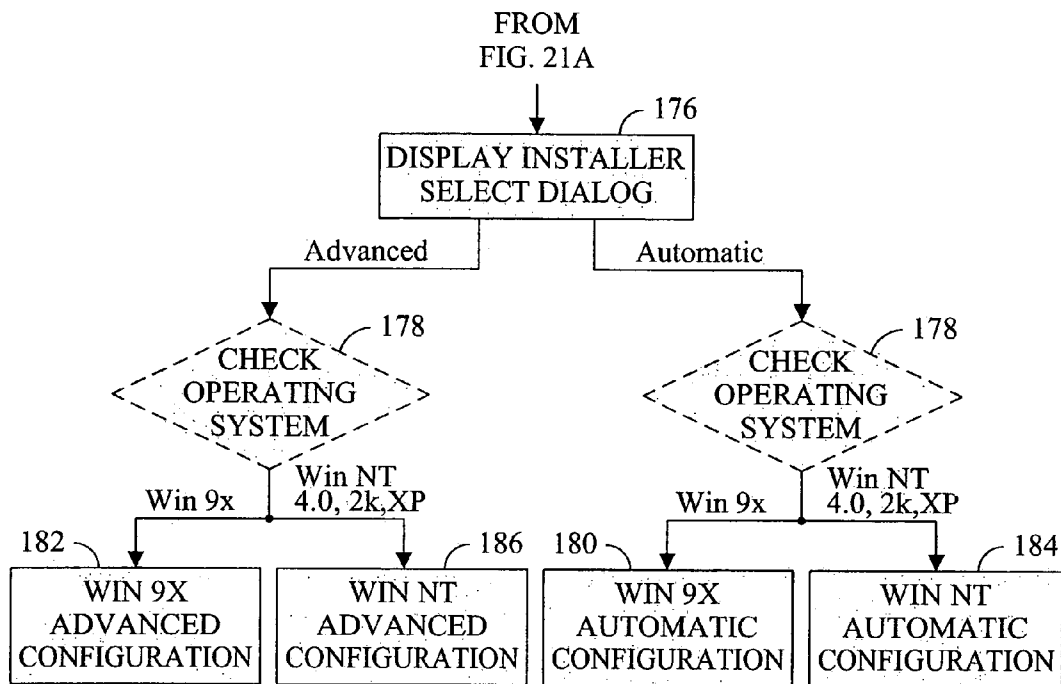 FROM
FIG. 21A
176
DISPLAY INSTALLER
SELECT DIALOG
Advanced
Automatic
178
CHECK
OPERATING
SYSTEM
178
CHECK
OPERATING
SYSTEM
Win 9x
Win NT
4.0, 2k,XP
Win 9x
Win NT
4.0, 2k,XP
182
WIN 9X
ADVANCED
CONFIGURATION
186
WIN NT
ADVANCED
CONFIGURATION
180
WIN 9X
AUTOMATIC
CONFIGURATION
184
WIN NT
AUTOMATIC
CONFIGURATION